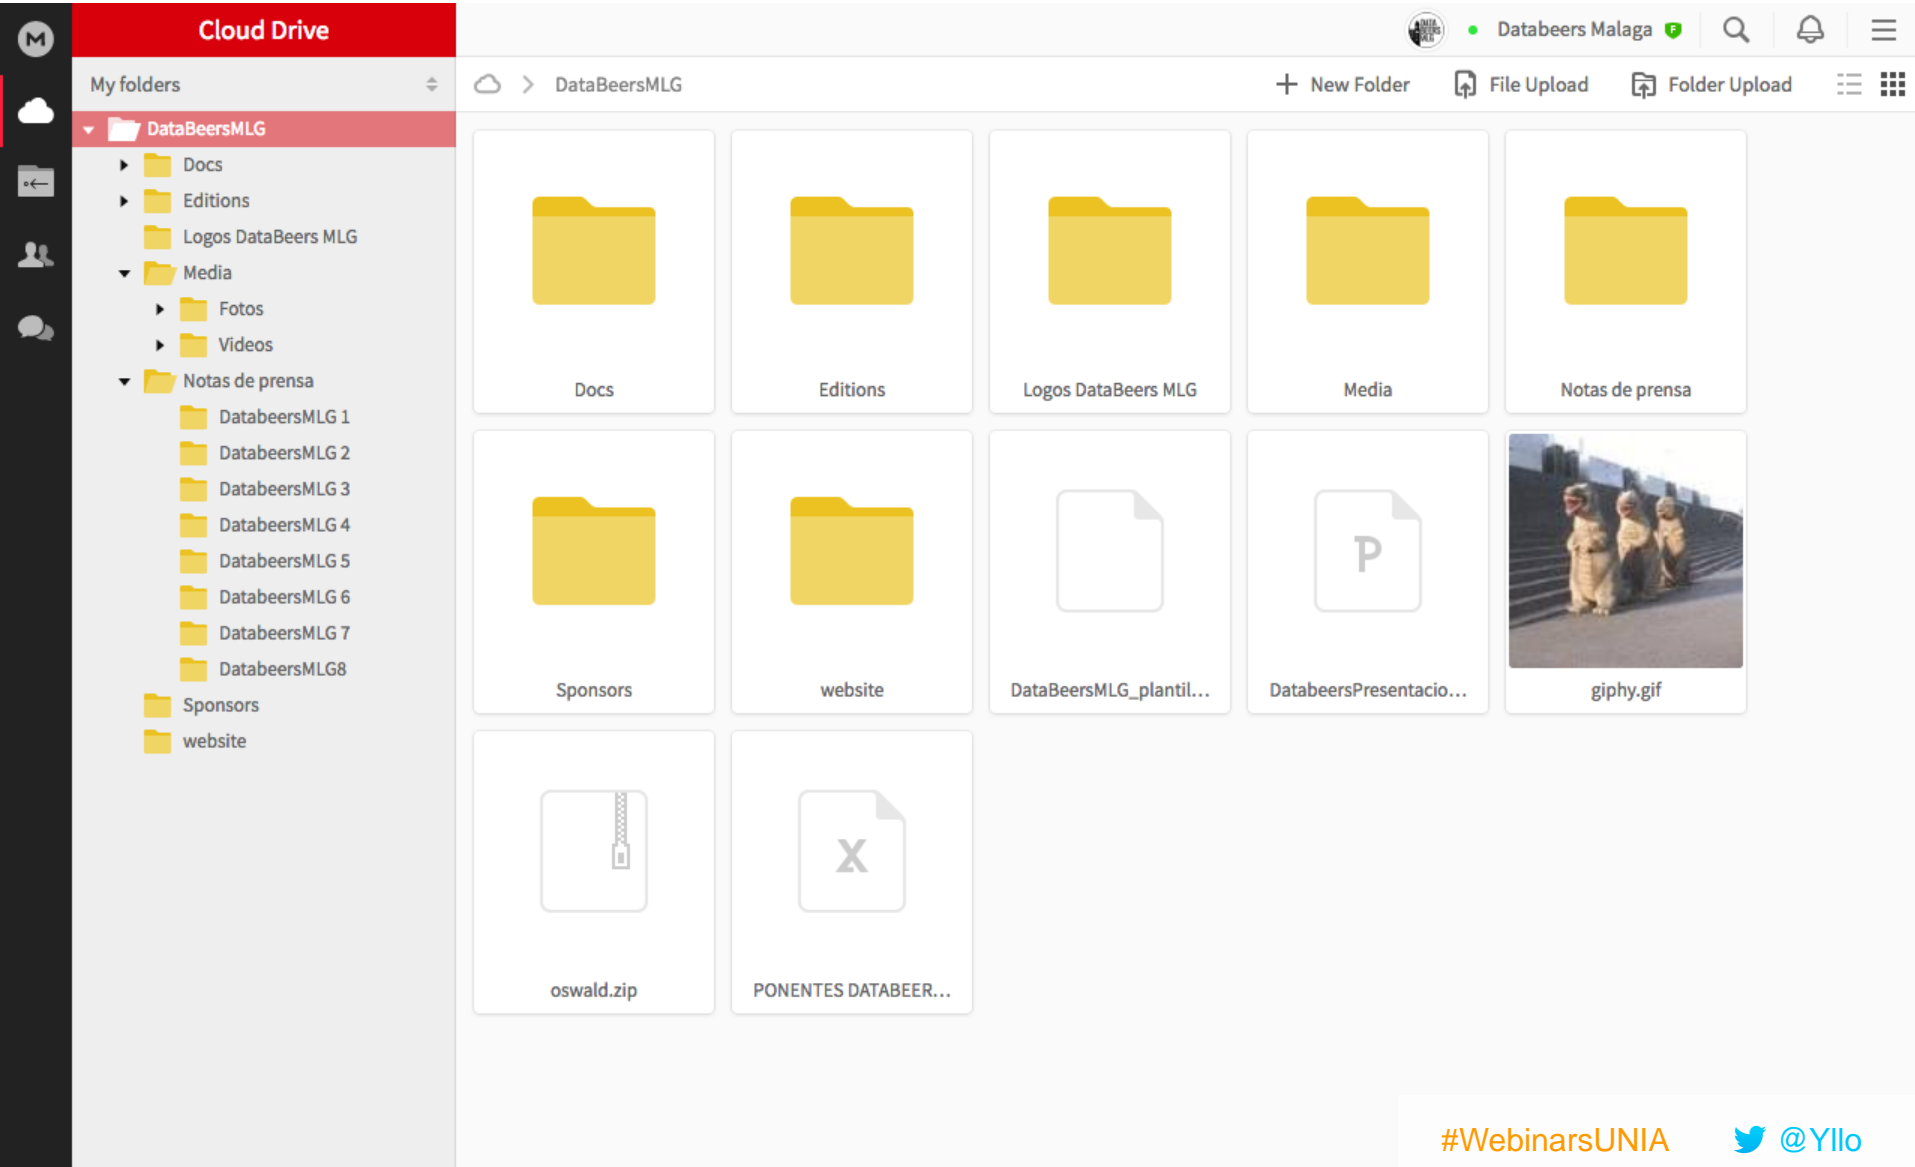 M
Cloud Drive
Databeers Malaga
F
My folders
DataBeersMLG
New Folder
File Upload
Folder Upload
DataBeersMLG
Docs
Editions
Logos DataBeers MLG
Media
Fotos
Videos
Notas de prensa
DatabeersMLG 1
DatabeersMLG 2
DatabeersMLG 3
DatabeersMLG 4
DatabeersMLG 5
DatabeersMLG 6
DatabeersMLG 7
DatabeersMLG8
Sponsors
website
Docs
Editions
Logos DataBeers MLG
Media
Notas de prensa
P
Sponsors
website
DataBeersMLG_plantil...
DatabeersPresentacio...
giphy.gif
X
oswald.zip
PONENTES DATABEER...
#WebinarsUNIA
@Yllo